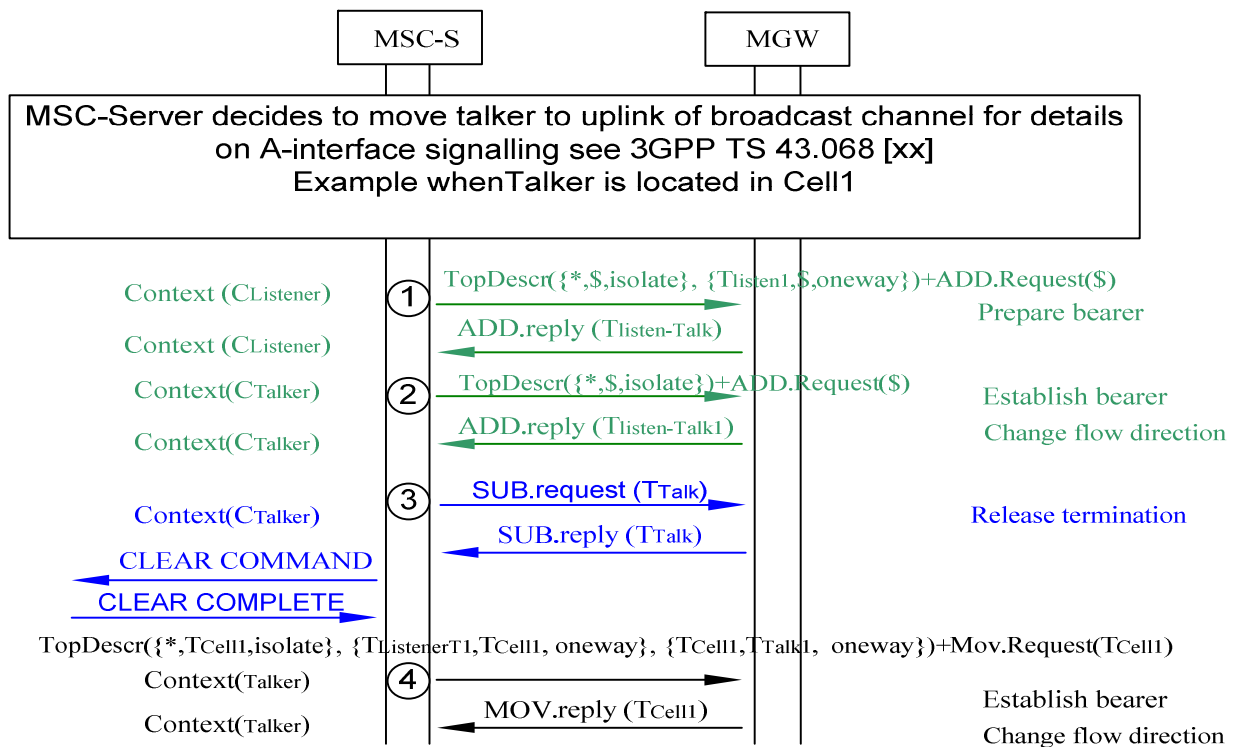 MSC-S MGW
MSC-Server decides to move talker to uplink of broadcast channel for details
on A-interface signalling see 3GPP TS 43.068 [xx]
Example whenTalker is located in Cell1
Context (CListener) 1 TopDescr({*,$,isolate}, {Tlisten1,$,oneway})+ADD.Request($)
Prepare bearer
Context (CListener) ADD.reply (Tlisten-Talk)
Context(CTalker) 2 TopDescr({*,$,isolate})+ADD.Request($) Establish bearer
Context(CTalker) ADD.reply (Tlisten-Talk1) Change flow direction
Context(CTalker) 3 SUB.request (TTalk) Release termination
SUB.reply (TTalk)
CLEAR COMMAND
CLEAR COMPLETE
TopDescr({*,TCell1,isolate}, {TListenerT1,TCell1, oneway}, {TCell1,TTalk1, oneway})+Mov.Request(TCell1)
Context(Talker) 4 Establish bearer
Context(Talker) MOV.reply (TCell1) Change flow direction